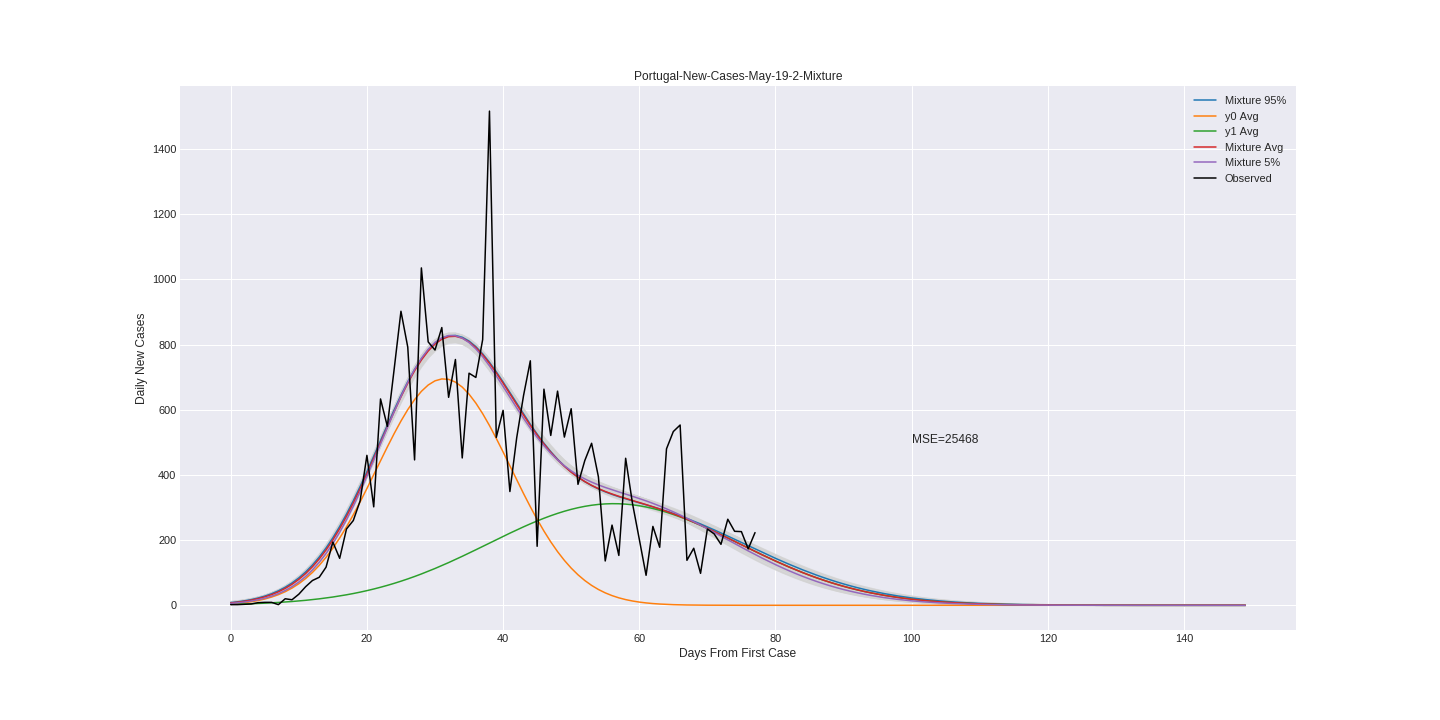 Portugal-New-Cases-May-19-2-Mixture
Mixture 95%
y0 Avg
y1 Avg
Mixture Avg
Mixture 5%
Observed
1400
1200
1000
800
600
400
200
0
Daily New Cases
MSE=25468
0 20 40 60 80 100 120 140
Days From First Case